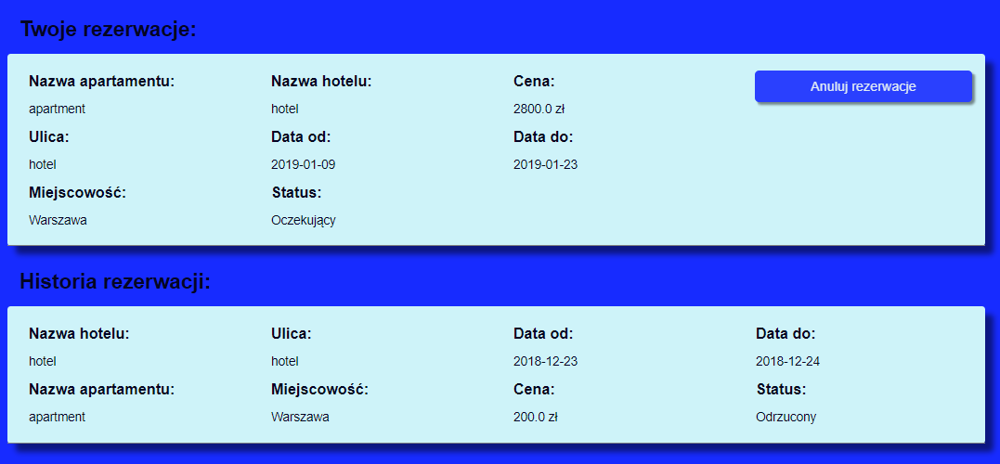 Twoje rezerwacje:
Nazwa apartamentu: Nazwa hotelu: Cena: Anuluj rezerwacje
apartment hotel 2800.0 zł
Ulica: Data od: Data do:
hotel 2019-01-09 2019-01-23
Miejscowość: Status:
Warszawa Oczekujący
Historia rezerwacji:
Nazwa hotelu: Ulica: Data od: Data do:
hotel hotel 2018-12-23 2018-12-24
Nazwa apartamentu: Miejscowość: Cena: Status:
apartment Warszawa 200.0 zł Odrzucony